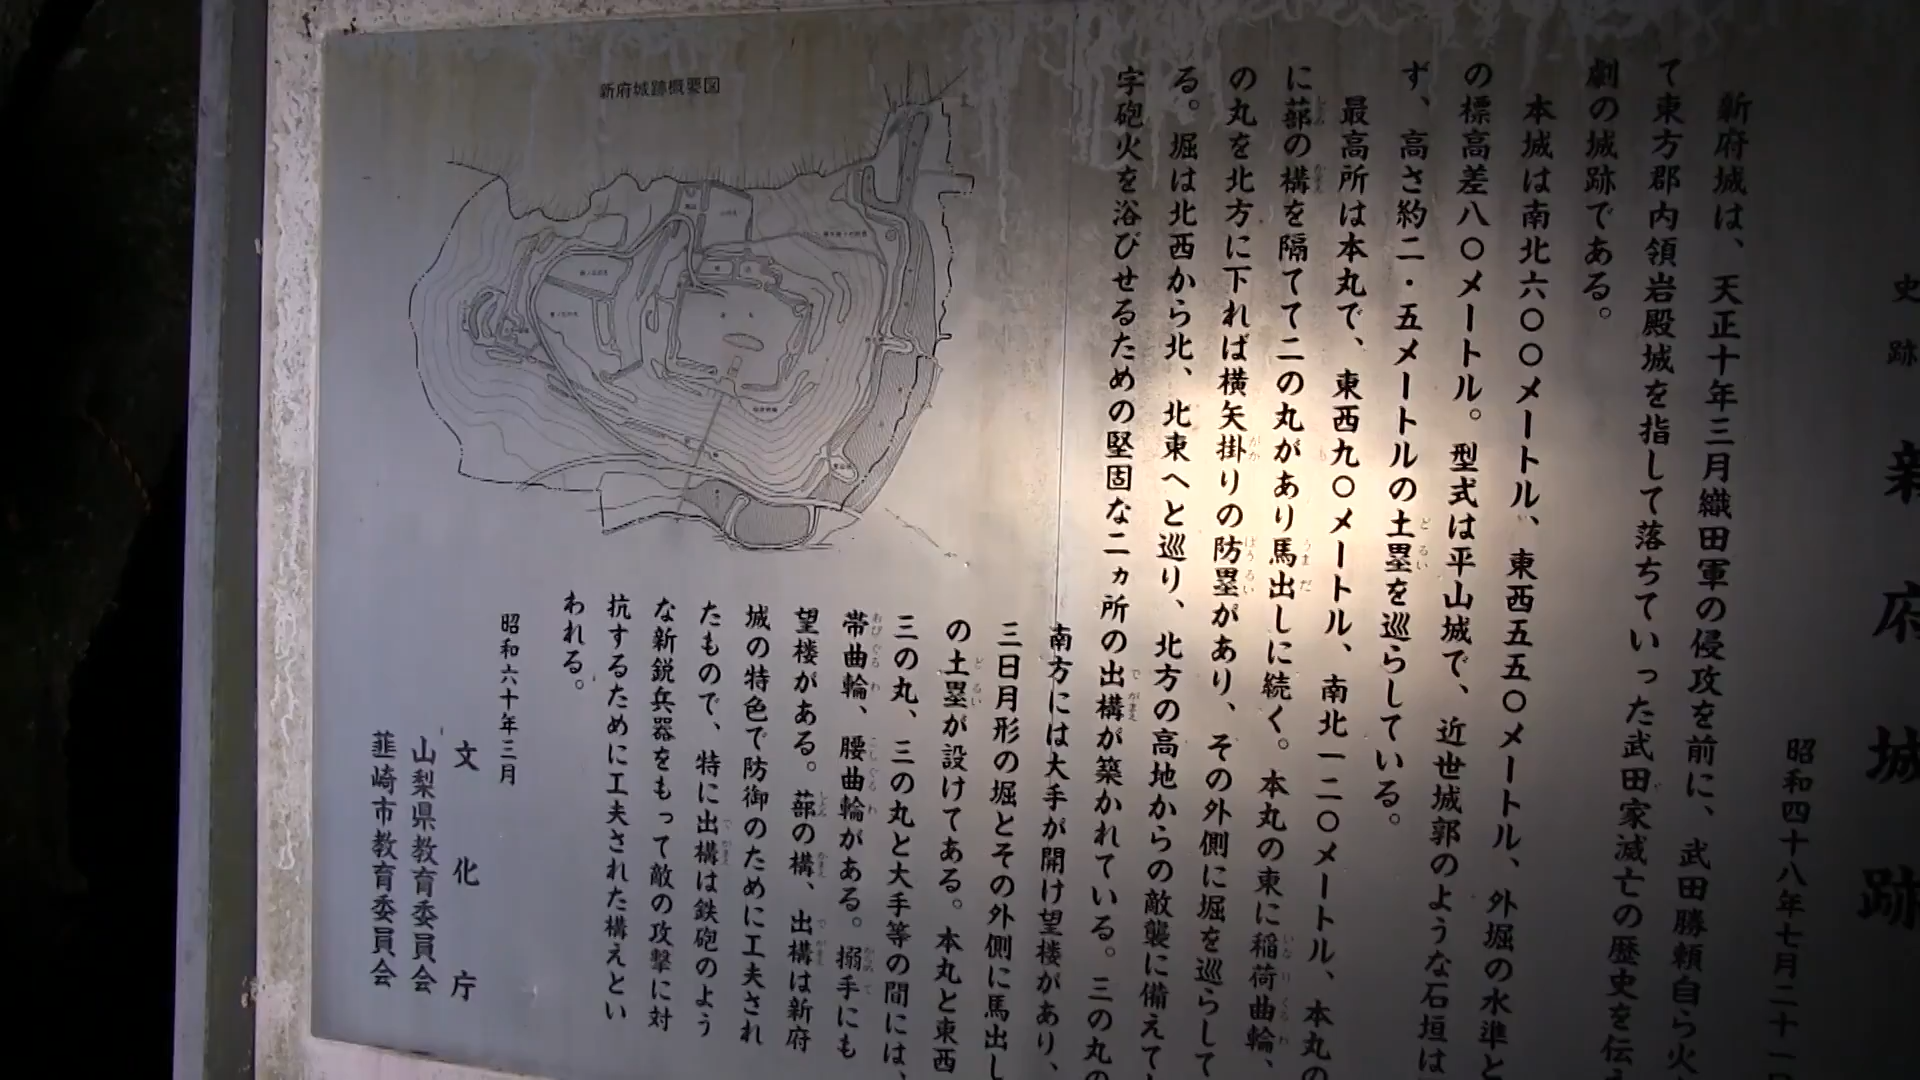 史跡 新府城跡
昭和四十八年七月二十一
新府城は、天正十年三月織田軍の侵攻を前に、武田勝頼自ら火
て東方郡内領岩殿城を指して落ちていった武田家滅亡の歴史を伝
劇の城跡である。
本城は南北六〇〇メートル、東西五五〇メートル、外堀の水準と
の標高差八〇メートル。型式は平山城で、近世城郭のような石垣は
ず、高さ約二・五メートルの土塁を巡らしている。
最高所は本丸で、東西九〇メートル、南北一二〇メートル、本丸の
に蔀の構を隔てて二の丸があり馬出しに続く。本丸の東に稲荷曲輪、
の丸を北方に下れば横矢掛りの防塁があり、その外側に堀を巡らして
る。堀は北西から北、北東へと巡り、北方の高地からの敵襲に備えて
字砲火を浴びせるための堅固な二ヵ所の出構が築かれている。三の丸の
南方には大手が開け望楼があり、
三日月形の堀とその外側に馬出し
の土塁が設けてある。本丸と東西
三の丸、三の丸と大手等の間には、
帯曲輪、腰曲輪がある。搦手にも
望楼がある。蔀の構、出構は新府
城の特色で防御のために工夫され
たもので、特に出構は鉄砲のよう
な新鋭兵器をもって敵の攻撃に対
抗するために工夫された構えとい
われる。
昭和六十年三月
文化庁
山梨県教育委員会
韮崎市教育委員会
新府城跡概要図